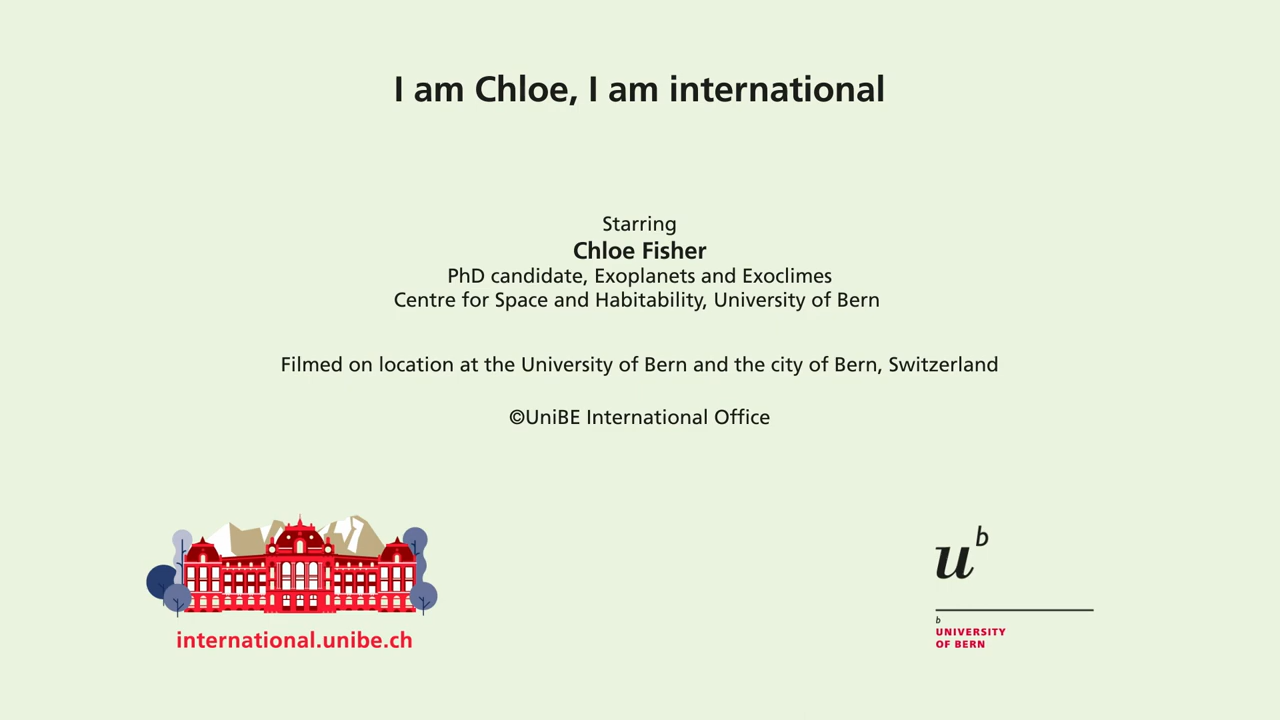 I am Chloe, I am international
Starring
Chloe Fisher
PhD candidate, Exoplanets and Exoclimes
Centre for Space and Habitability, University of Bern
Filmed on location at the University of Bern and the city of Bern, Switzerland
©UniBE International Office
international.unibe.ch
u b
b
UNIVERSITY
OF BERN